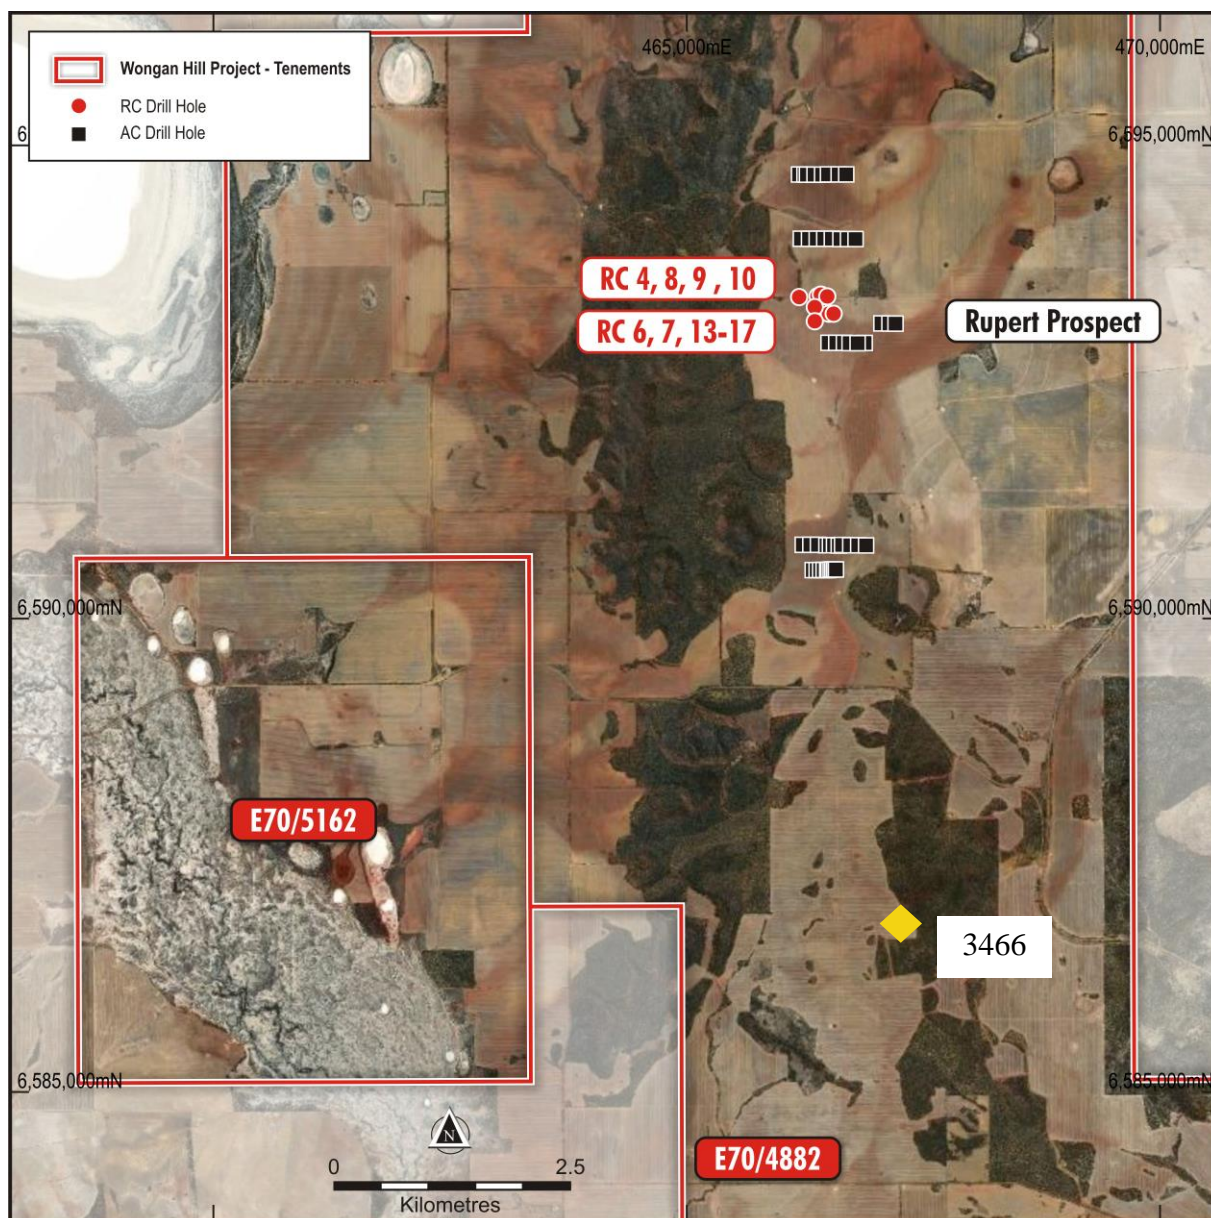 465,000mE
470,000mE
Wongan Hill Project - Tenements
RC Drill Hole
AC Drill Hole
6
6,595,000mN
RC 4, 8, 9 , 10
RC 6, 7, 13-17
Rupert Prospect
6,590,000mN
6,590,000mN
E70/5162
3466
6,585,000mN
6,585,000mN
N
E70/4882
0
2.5
Kilometres